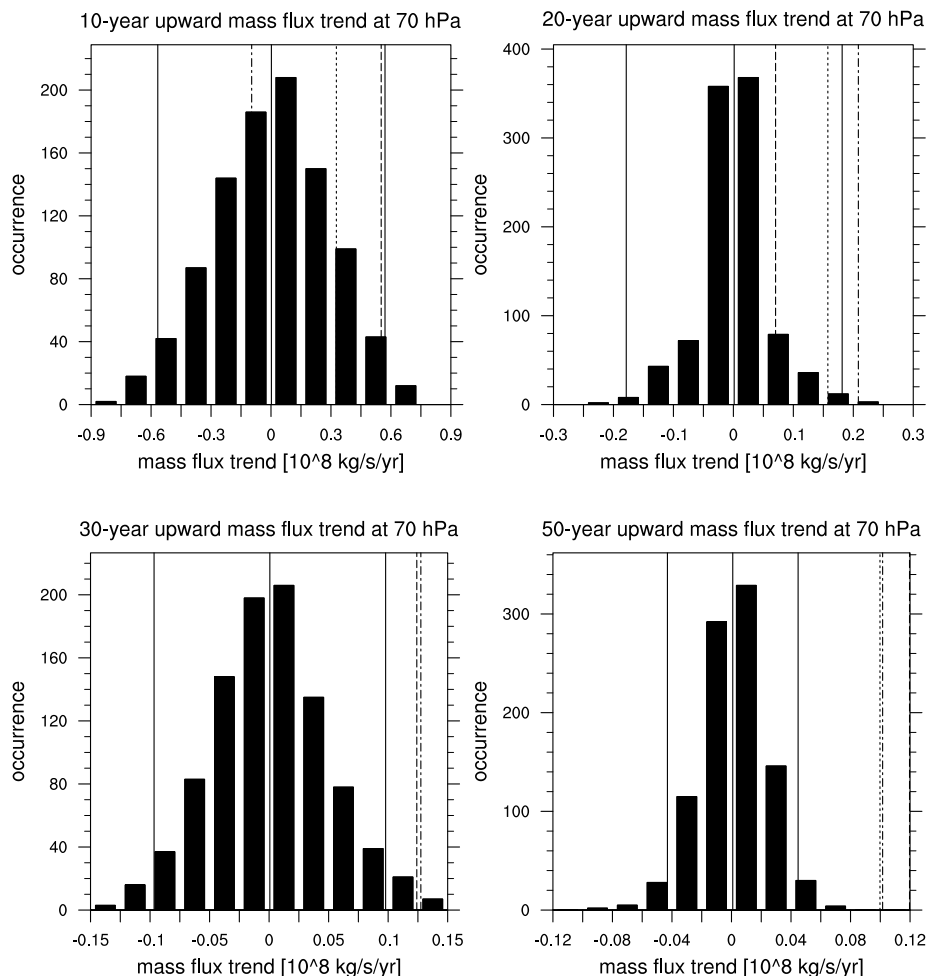 10-year upward mass flux trend at 70 hPa
occurrence
200
160
120
80
40
0
-0.9 -0.6 -0.3 0 0.3 0.6 0.9
mass flux trend [10^8 kg/s/yr]
20-year upward mass flux trend at 70 hPa
occurrence
400
300
200
100
0
-0.3 -0.2 -0.1 0 0.1 0.2 0.3
mass flux trend [10^8 kg/s/yr]
30-year upward mass flux trend at 70 hPa
occurrence
200
160
120
80
40
0
-0.15 -0.1 -0.05 0 0.05 0.1 0.15
mass flux trend [10^8 kg/s/yr]
50-year upward mass flux trend at 70 hPa
occurrence
300
200
100
0
-0.12 -0.08 -0.04 0 0.04 0.08 0.12
mass flux trend [10^8 kg/s/yr]